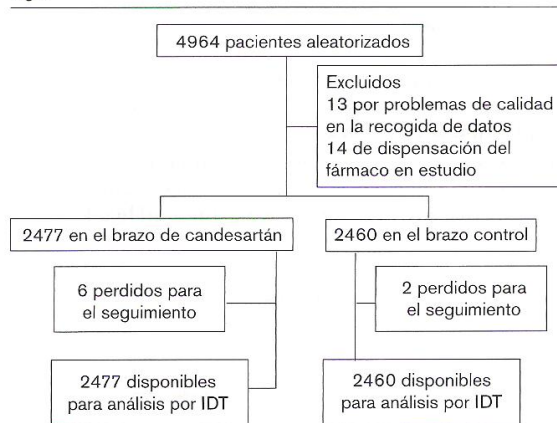 4964 pacientes aleatorizados
Excluidos
13 por problemas de calidad
en la recogida de datos
14 de dispensación del
fármaco en estudio
2477 en el brazo de candesartán
2460 en el brazo control
6 perdidos para
el seguimiento
2 perdidos para
el seguimiento
2477 disponibles
para análisis por IDT
2460 disponibles
para análisis por IDT